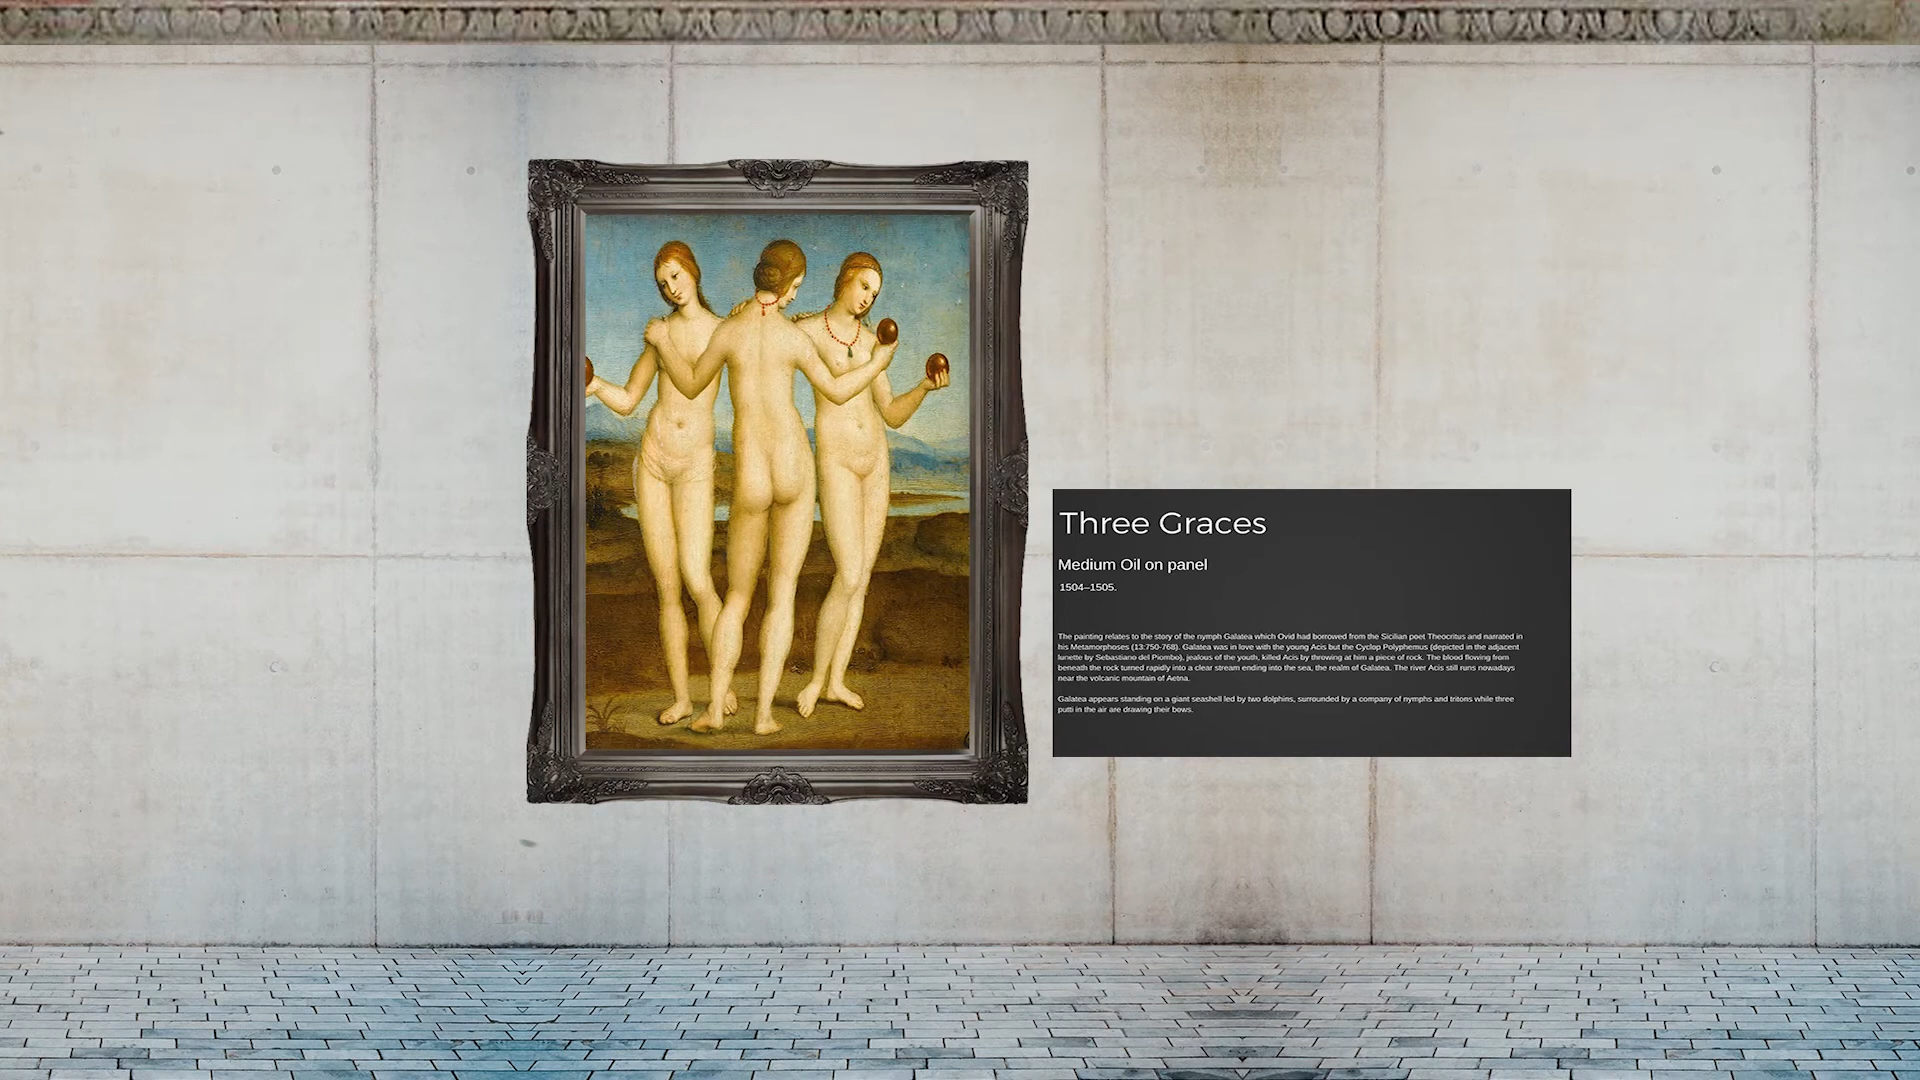 Three Graces
Medium Oil on panel
1504–1505.
The painting relates to the story of the nymph Galatea which Ovid had borrowed from the Sicilian poet Theocritus and narrated in
his Metamorphoses (13:750-768). Galatea was in love with the young Acis but the Cyclop Polyphemus (depicted in the adjacent
lunette by Sebastiano del Piombo), jealous of the youth, killed Acis by throwing at him a piece of rock. The blood flowing from
beneath the rock turned rapidly into a clear stream ending into the sea, the realm of Galatea. The river Acis still runs nowadays
near the volcanic mountain of Aetna.
Galatea appears standing on a giant seashell led by two dolphins, surrounded by a company of nymphs and tritons while three
putti in the air are drawing their bows.